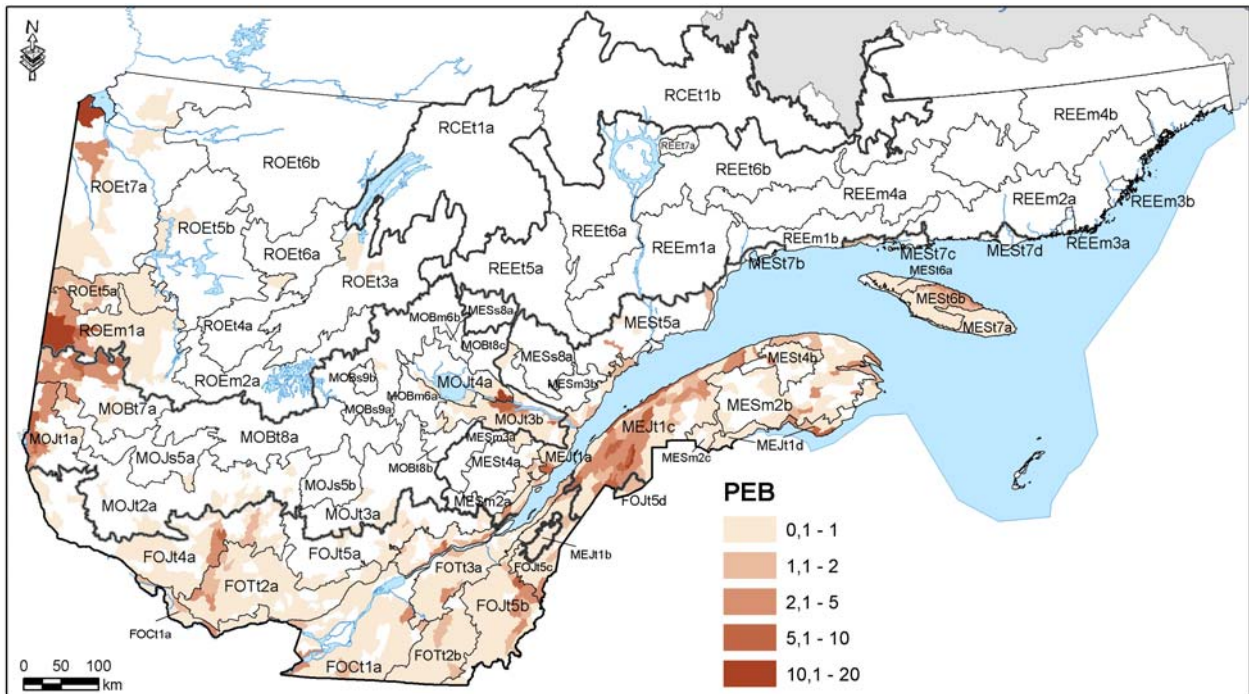 N
RCEt1b
RCEt1a
REEm4b
REEt7a
ROEt6b
REEt6b
ROEt7a
REEm4a
ROEt5b
REEm2a
REEm3b
ROEt6a
REEt6a
REEm1a
REEm1b
REEm3a
MESt7c
MESt7d
MESt7b
REEt5a
MESt6a
ROEt3a
ROEt5a
MESt6b
MOBm6b
MESs8a
MESt5a
MESt7a
ROEm1a
ROEt4a
MOBt8c
MESs8a
MESt4b
ROEm2a
MOBs9b
MOJt4a
MESm3b
MOBm6a
MESm2b
MOBt7a
MOBs9a
MOJt3b
MEJt1c
MOJt1a
MOBt8a
MESm3a
MEJt1a
MEJt1d
MOJs5a
MOBt8b
MESt4a
MESm2c
MOJs5b
MOJt2a
MESm2a
FOJt5d
MOJt3a
PEB
FOJt4a
FOJt5a
MEJt1b
0,1 - 1
FOTt3a
FOJt5c
FOTt2a
1,1 - 2
FOJt5b
2,1 - 5
FOCt1a
5,1 - 10
FOCt1a
FOTt2b
10,1 - 20
0 50 100
km